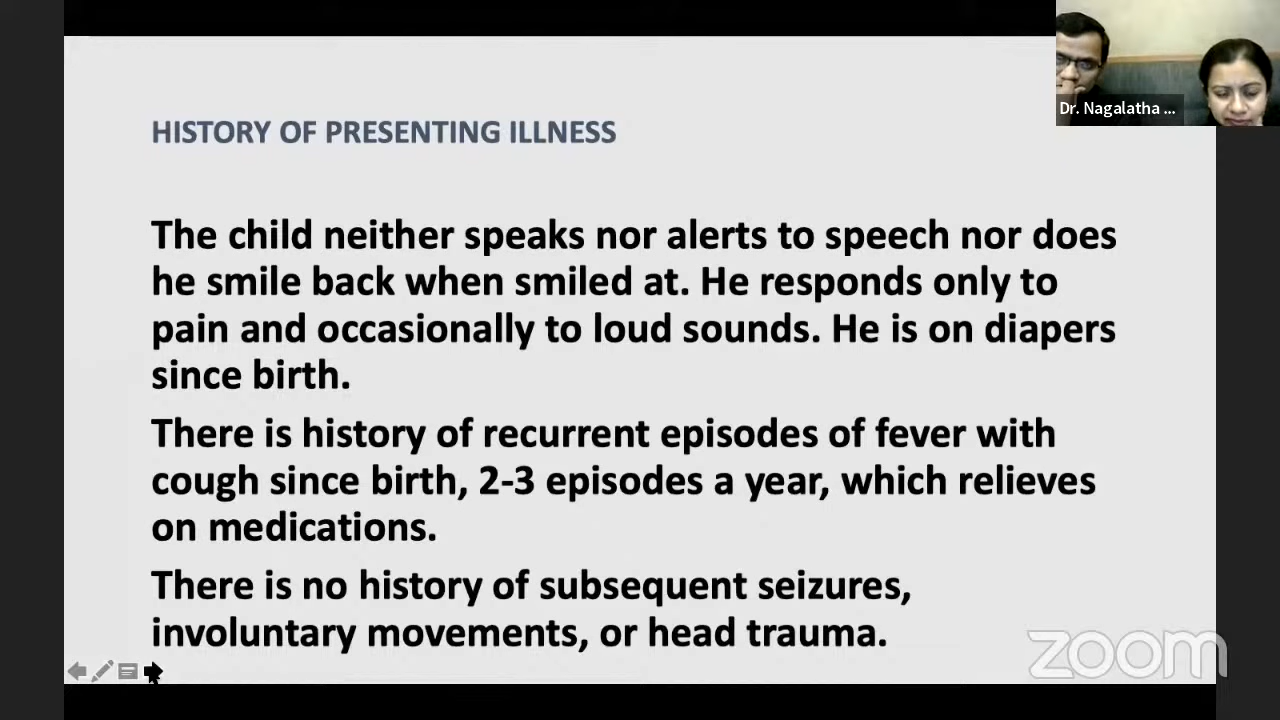 Dr. Nagalatha ...
HISTORY OF PRESENTING ILLNESS
The child neither speaks nor alerts to speech nor does
he smile back when smiled at. He responds only to
pain and occasionally to loud sounds. He is on diapers
since birth.
There is history of recurrent episodes of fever with
cough since birth, 2-3 episodes a year, which relieves
on medications.
There is no history of subsequent seizures,
involuntary movements, or head trauma.
zoom